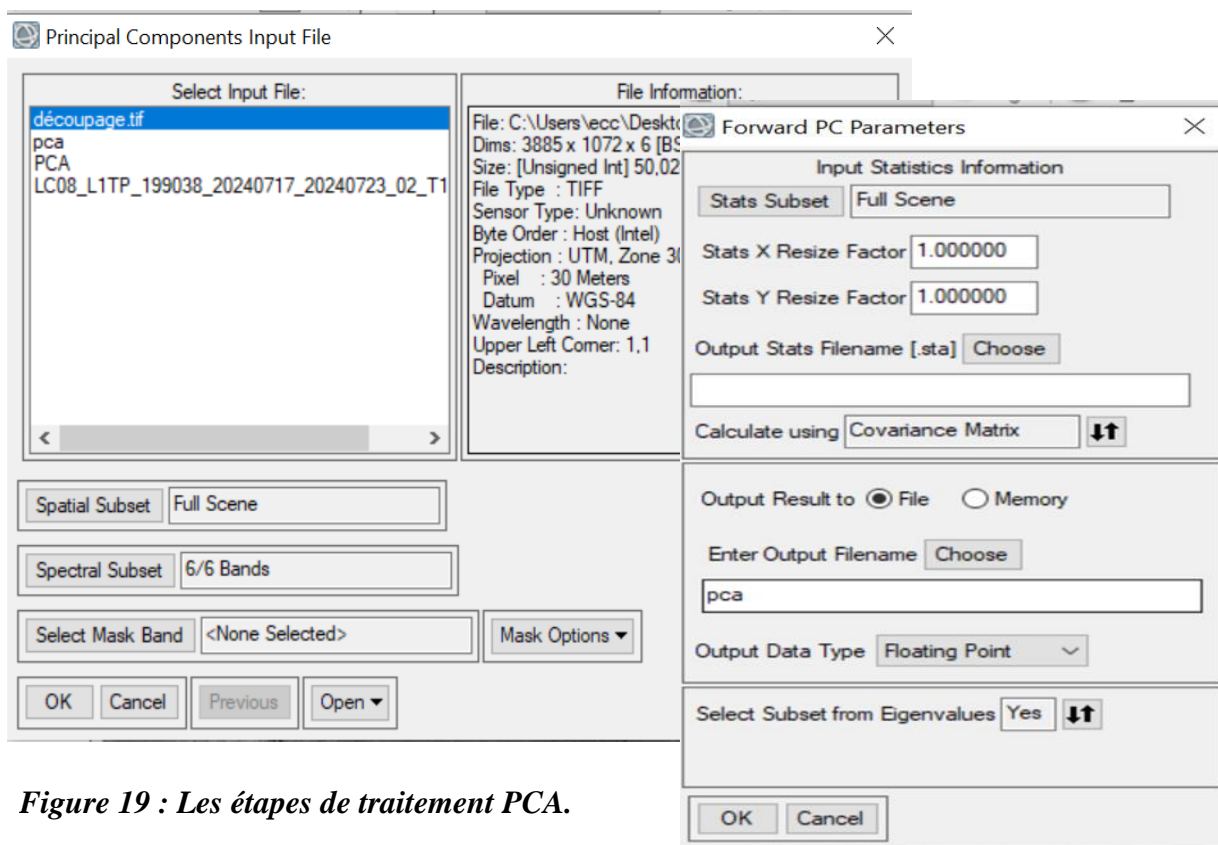 Principal Components Input File
Select Input File:
découpage.tif
pca
PCA
LC08_L1TP_199038_20240717_20240723_02_T1
File Information:
File: C:\Users\ecc\Deskt
Dims: 3885 x 1072 x 6 [BS
Size: [Unsigned Int] 50,02
File Type : TIFF
Sensor Type: Unknown
Byte Order : Host (Intel)
Projection : UTM, Zone 30
Pixel : 30 Meters
Datum : WGS-84
Wavelength : None
Upper Left Corner: 1,1
Description:
Spatial Subset Full Scene
Spectral Subset 6/6 Bands
Select Mask Band <None Selected> Mask Options
OK Cancel Previous Open
Forward PC Parameters
Input Statistics Information
Stats Subset Full Scene
Stats X Resize Factor 1.000000
Stats Y Resize Factor 1.000000
Output Stats Filename [.sta] Choose
Calculate using Covariance Matrix
Output Result to File Memory
Enter Output Filename Choose
pca
Output Data Type Floating Point
Select Subset from Eigenvalues Yes
OK Cancel
Figure 19 : Les étapes de traitement PCA.